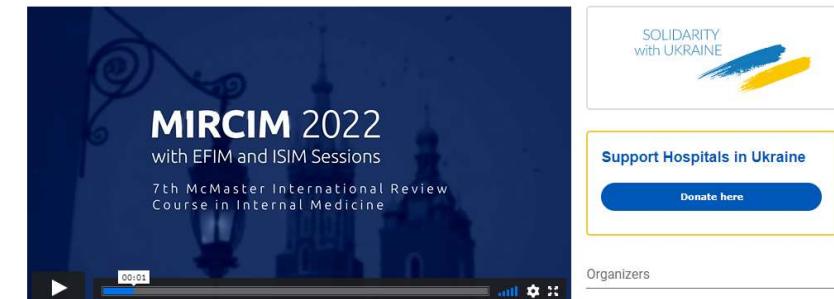 MIRCIM 2022
with EFIM and ISIM Sessions
7th McMaster International Review
Course in Internal Medicine
00:01
SOLIDARITY
with UKRAINE
Support Hospitals in Ukraine
Donate here
Organizers